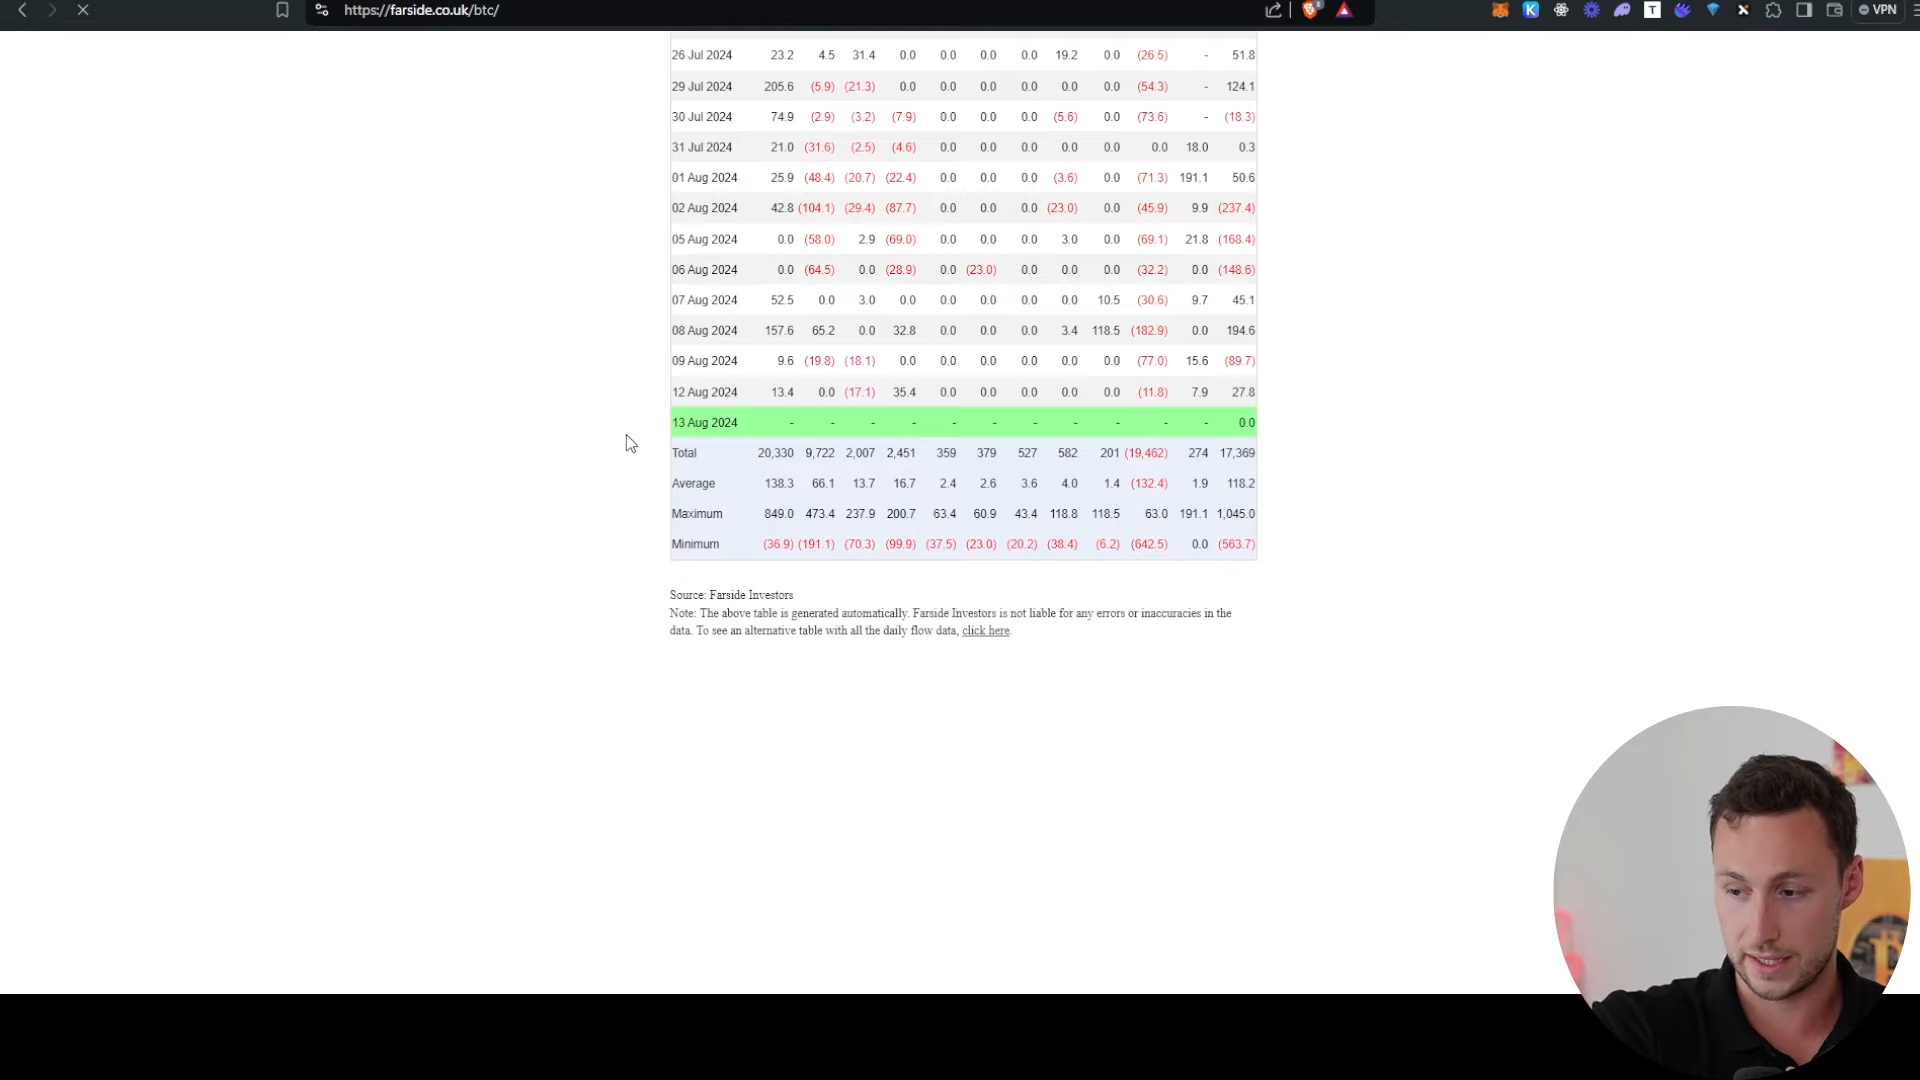 https://farside.co.uk/btc/
VPN
26 Jul 2024 23.2 4.5 31.4 0.0 0.0 0.0 0.0 19.2 0.0 (26.5) - 51.8
29 Jul 2024 205.6 (5.9) (21.3) 0.0 0.0 0.0 0.0 0.0 0.0 (54.3) - 124.1
30 Jul 2024 74.9 (2.9) (3.2) (7.9) 0.0 0.0 0.0 (5.6) 0.0 (73.6) - (18.3)
31 Jul 2024 21.0 (31.6) (2.5) (4.6) 0.0 0.0 0.0 0.0 0.0 0.0 18.0 0.3
01 Aug 2024 25.9 (48.4) (20.7) (22.4) 0.0 0.0 0.0 (3.6) 0.0 (71.3) 191.1 50.6
02 Aug 2024 42.8 (104.1) (29.4) (87.7) 0.0 0.0 0.0 (23.0) 0.0 (45.9) 9.9 (237.4)
05 Aug 2024 0.0 (58.0) 2.9 (69.0) 0.0 0.0 0.0 3.0 0.0 (69.1) 21.8 (168.4)
06 Aug 2024 0.0 (64.5) 0.0 (28.9) 0.0 (23.0) 0.0 0.0 0.0 (32.2) 0.0 (148.6)
07 Aug 2024 52.5 0.0 3.0 0.0 0.0 0.0 0.0 0.0 10.5 (30.6) 9.7 45.1
08 Aug 2024 157.6 65.2 0.0 32.8 0.0 0.0 0.0 3.4 118.5 (182.9) 0.0 194.6
09 Aug 2024 9.6 (19.8) (18.1) 0.0 0.0 0.0 0.0 0.0 0.0 (77.0) 15.6 (89.7)
12 Aug 2024 13.4 0.0 (17.1) 35.4 0.0 0.0 0.0 0.0 0.0 (11.8) 7.9 27.8
13 Aug 2024 - - - - - - - - - - - 0.0
Total 20,330 9,722 2,007 2,451 359 379 527 582 201 (19,462) 274 17,369
Average 138.3 66.1 13.7 16.7 2.4 2.6 3.6 4.0 1.4 (132.4) 1.9 118.2
Maximum 849.0 473.4 237.9 200.7 63.4 60.9 43.4 118.8 118.5 63.0 191.1 1,045.0
Minimum (36.9) (191.1) (70.3) (99.9) (37.5) (23.0) (20.2) (38.4) (6.2) (642.5) 0.0 (563.7)
Source: Farside Investors
Note: The above table is generated automatically. Farside Investors is not liable for any errors or inaccuracies in the
data. To see an alternative table with all the daily flow data, click here.